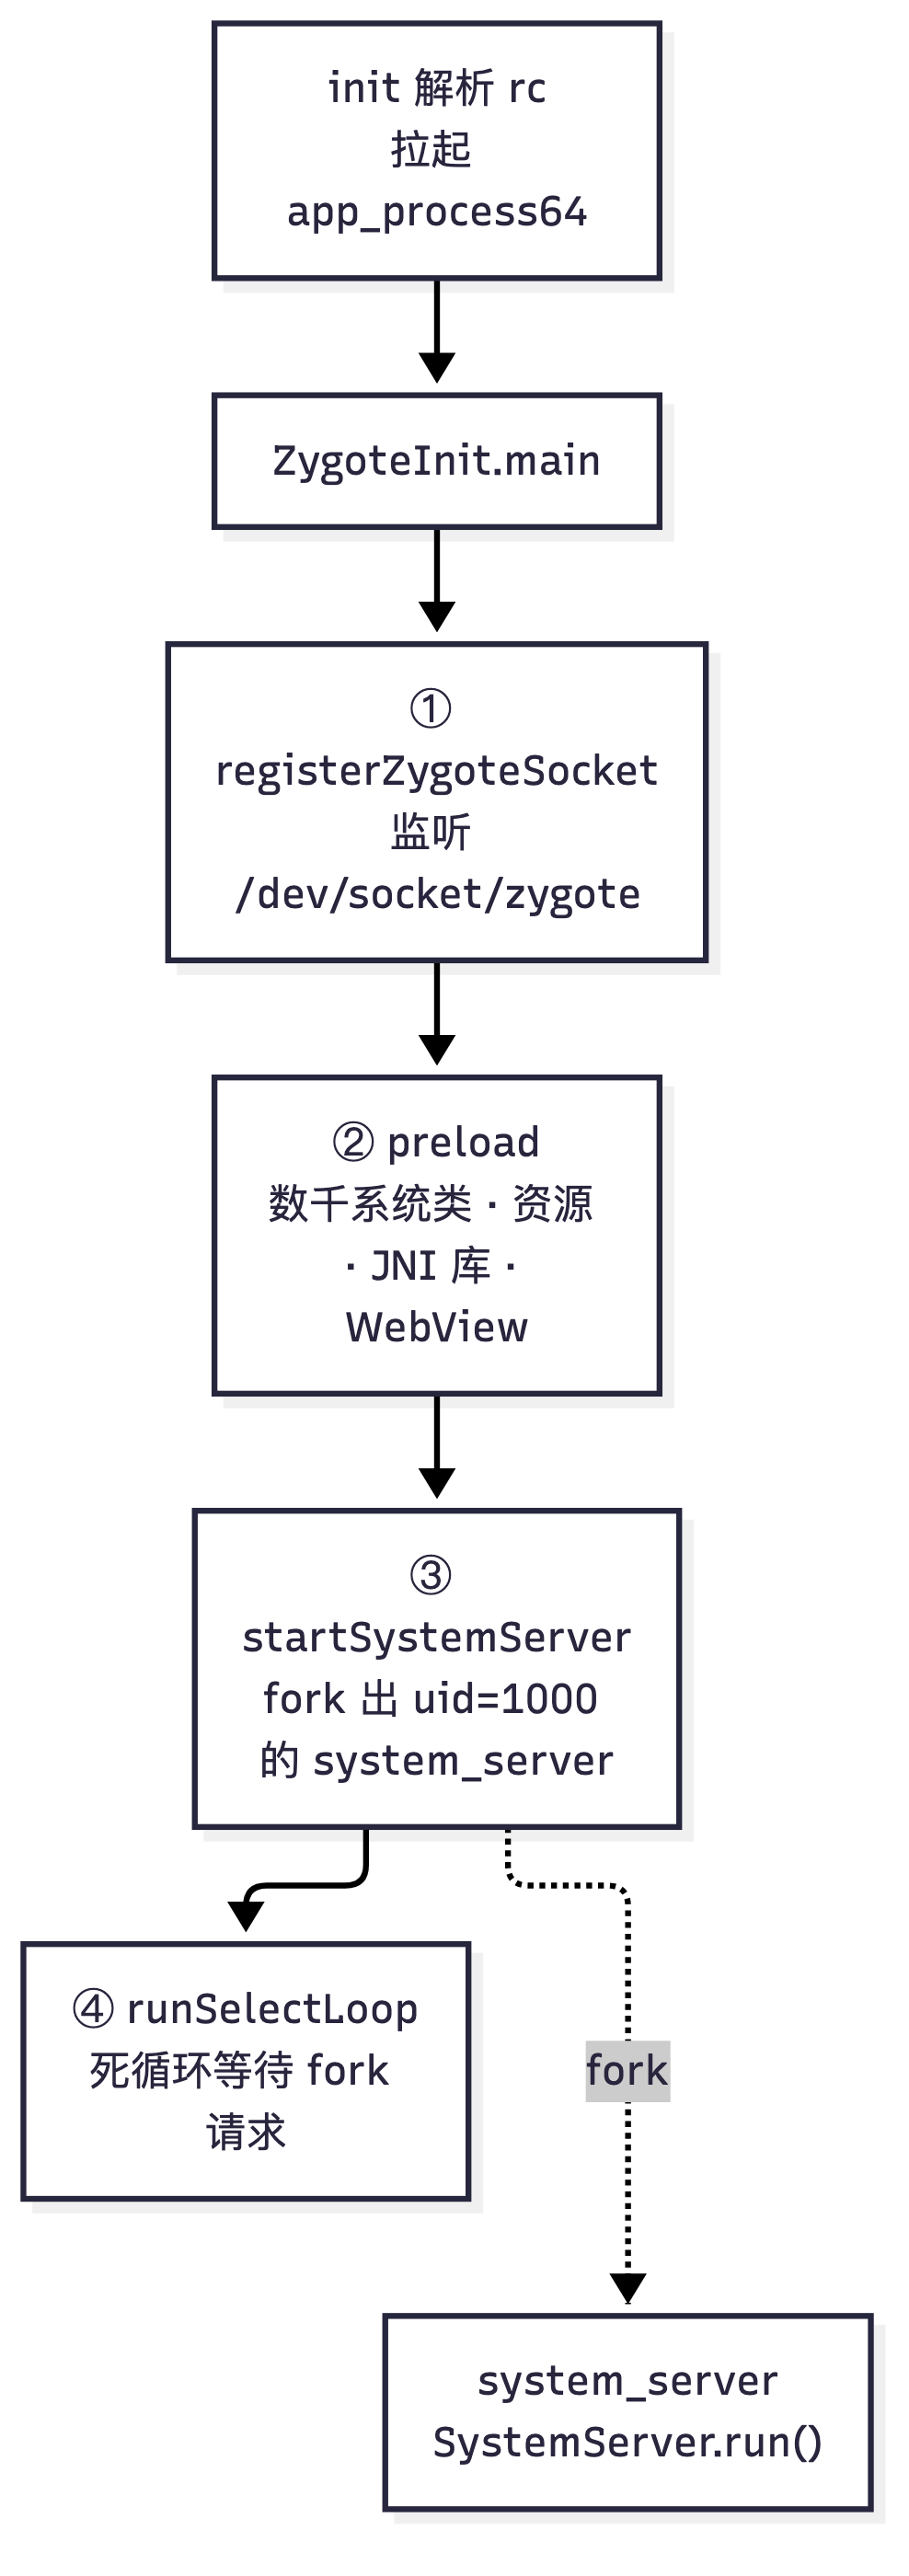 init 解析 rc
拉起
app_process64
ZygoteInit.main
①
registerZygoteSocket
监听
/dev/socket/zygote
② preload
数千系统类 · 资源
· JNI 库 ·
WebView
③
startSystemServer
fork 出 uid=1000
的 system_server
④ runSelectLoop
死循环等待 fork
请求
fork
system_server
SystemServer.run()